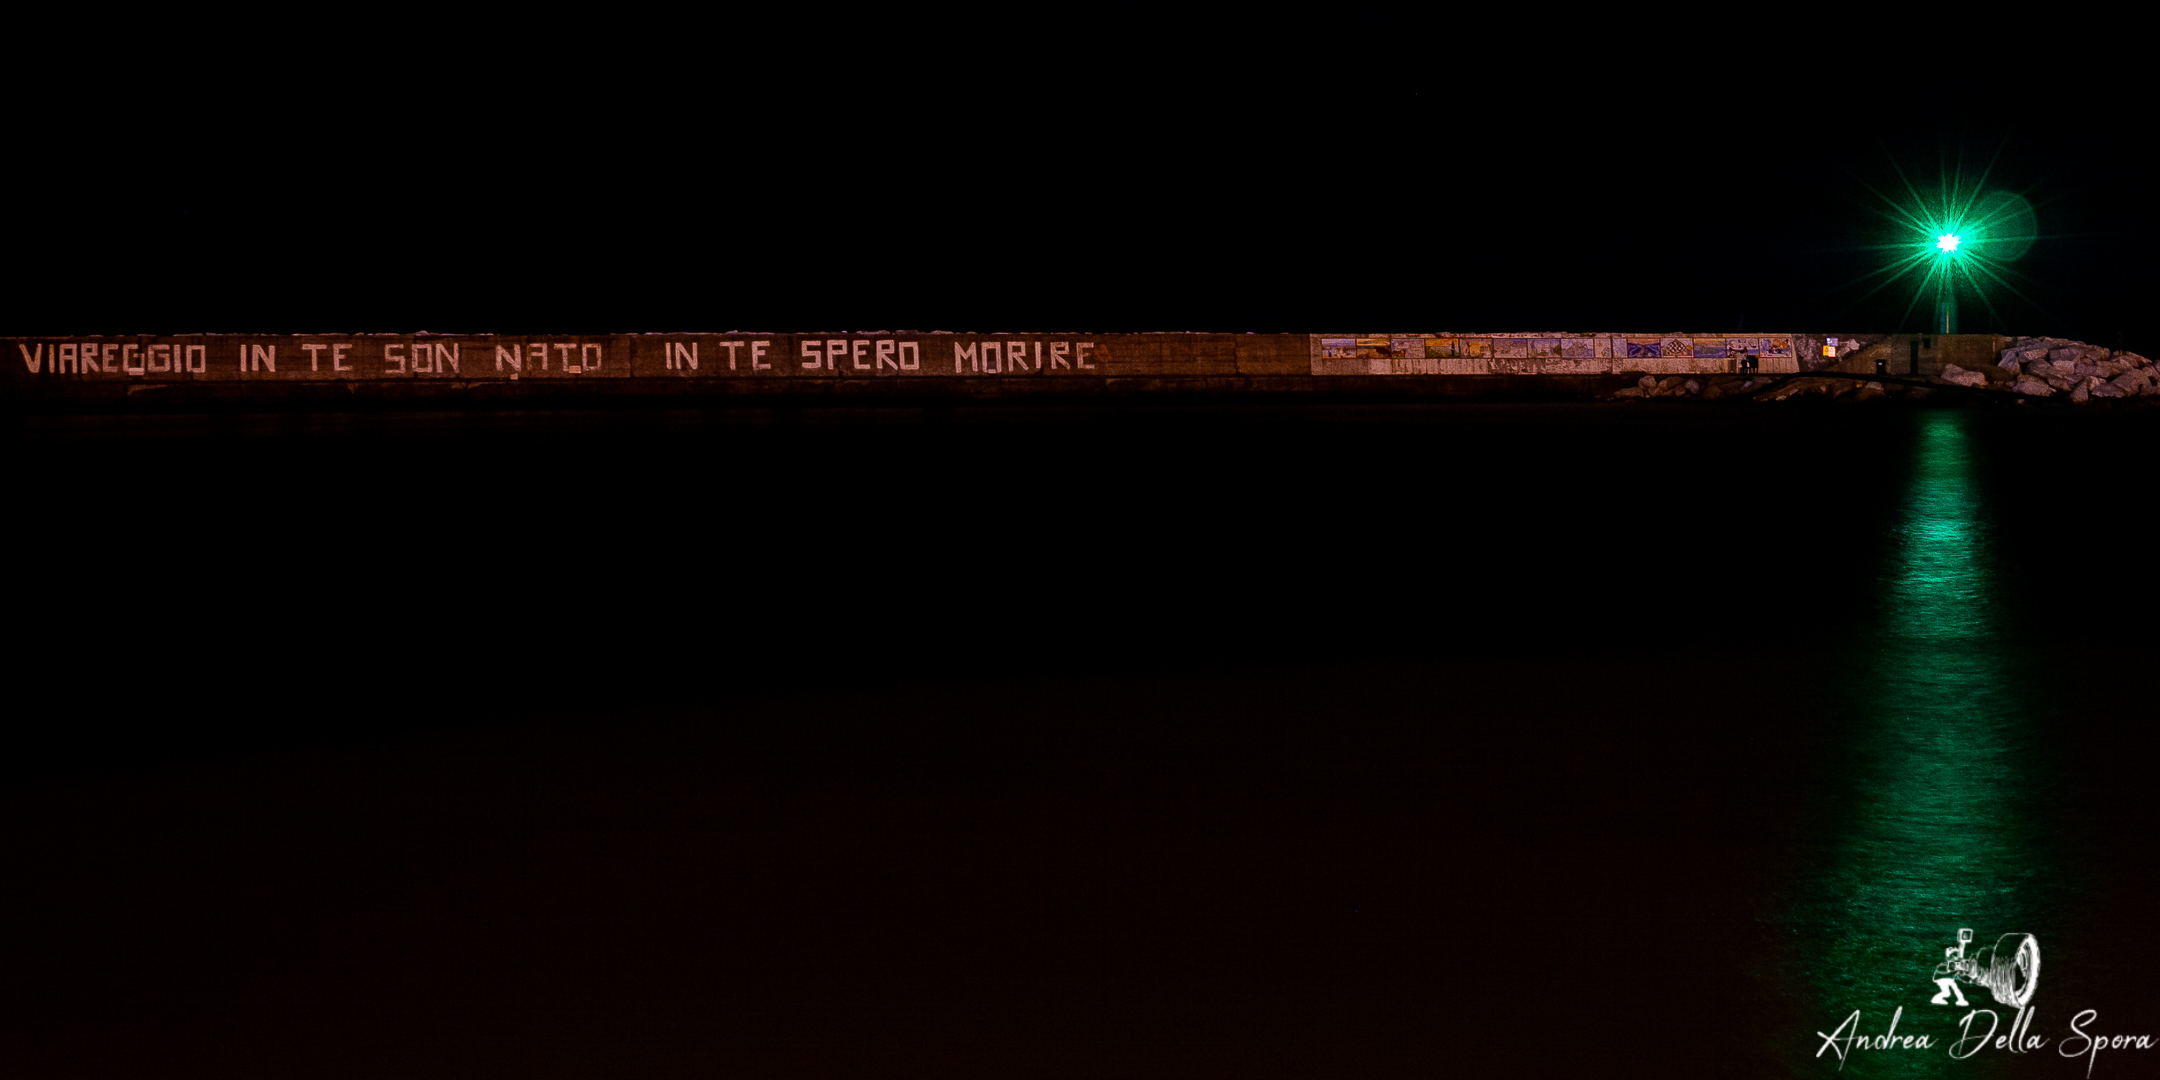 VIAREGGIO IN TE SON NATO IN TE SPERO MORIRE
Andrea Della Spora